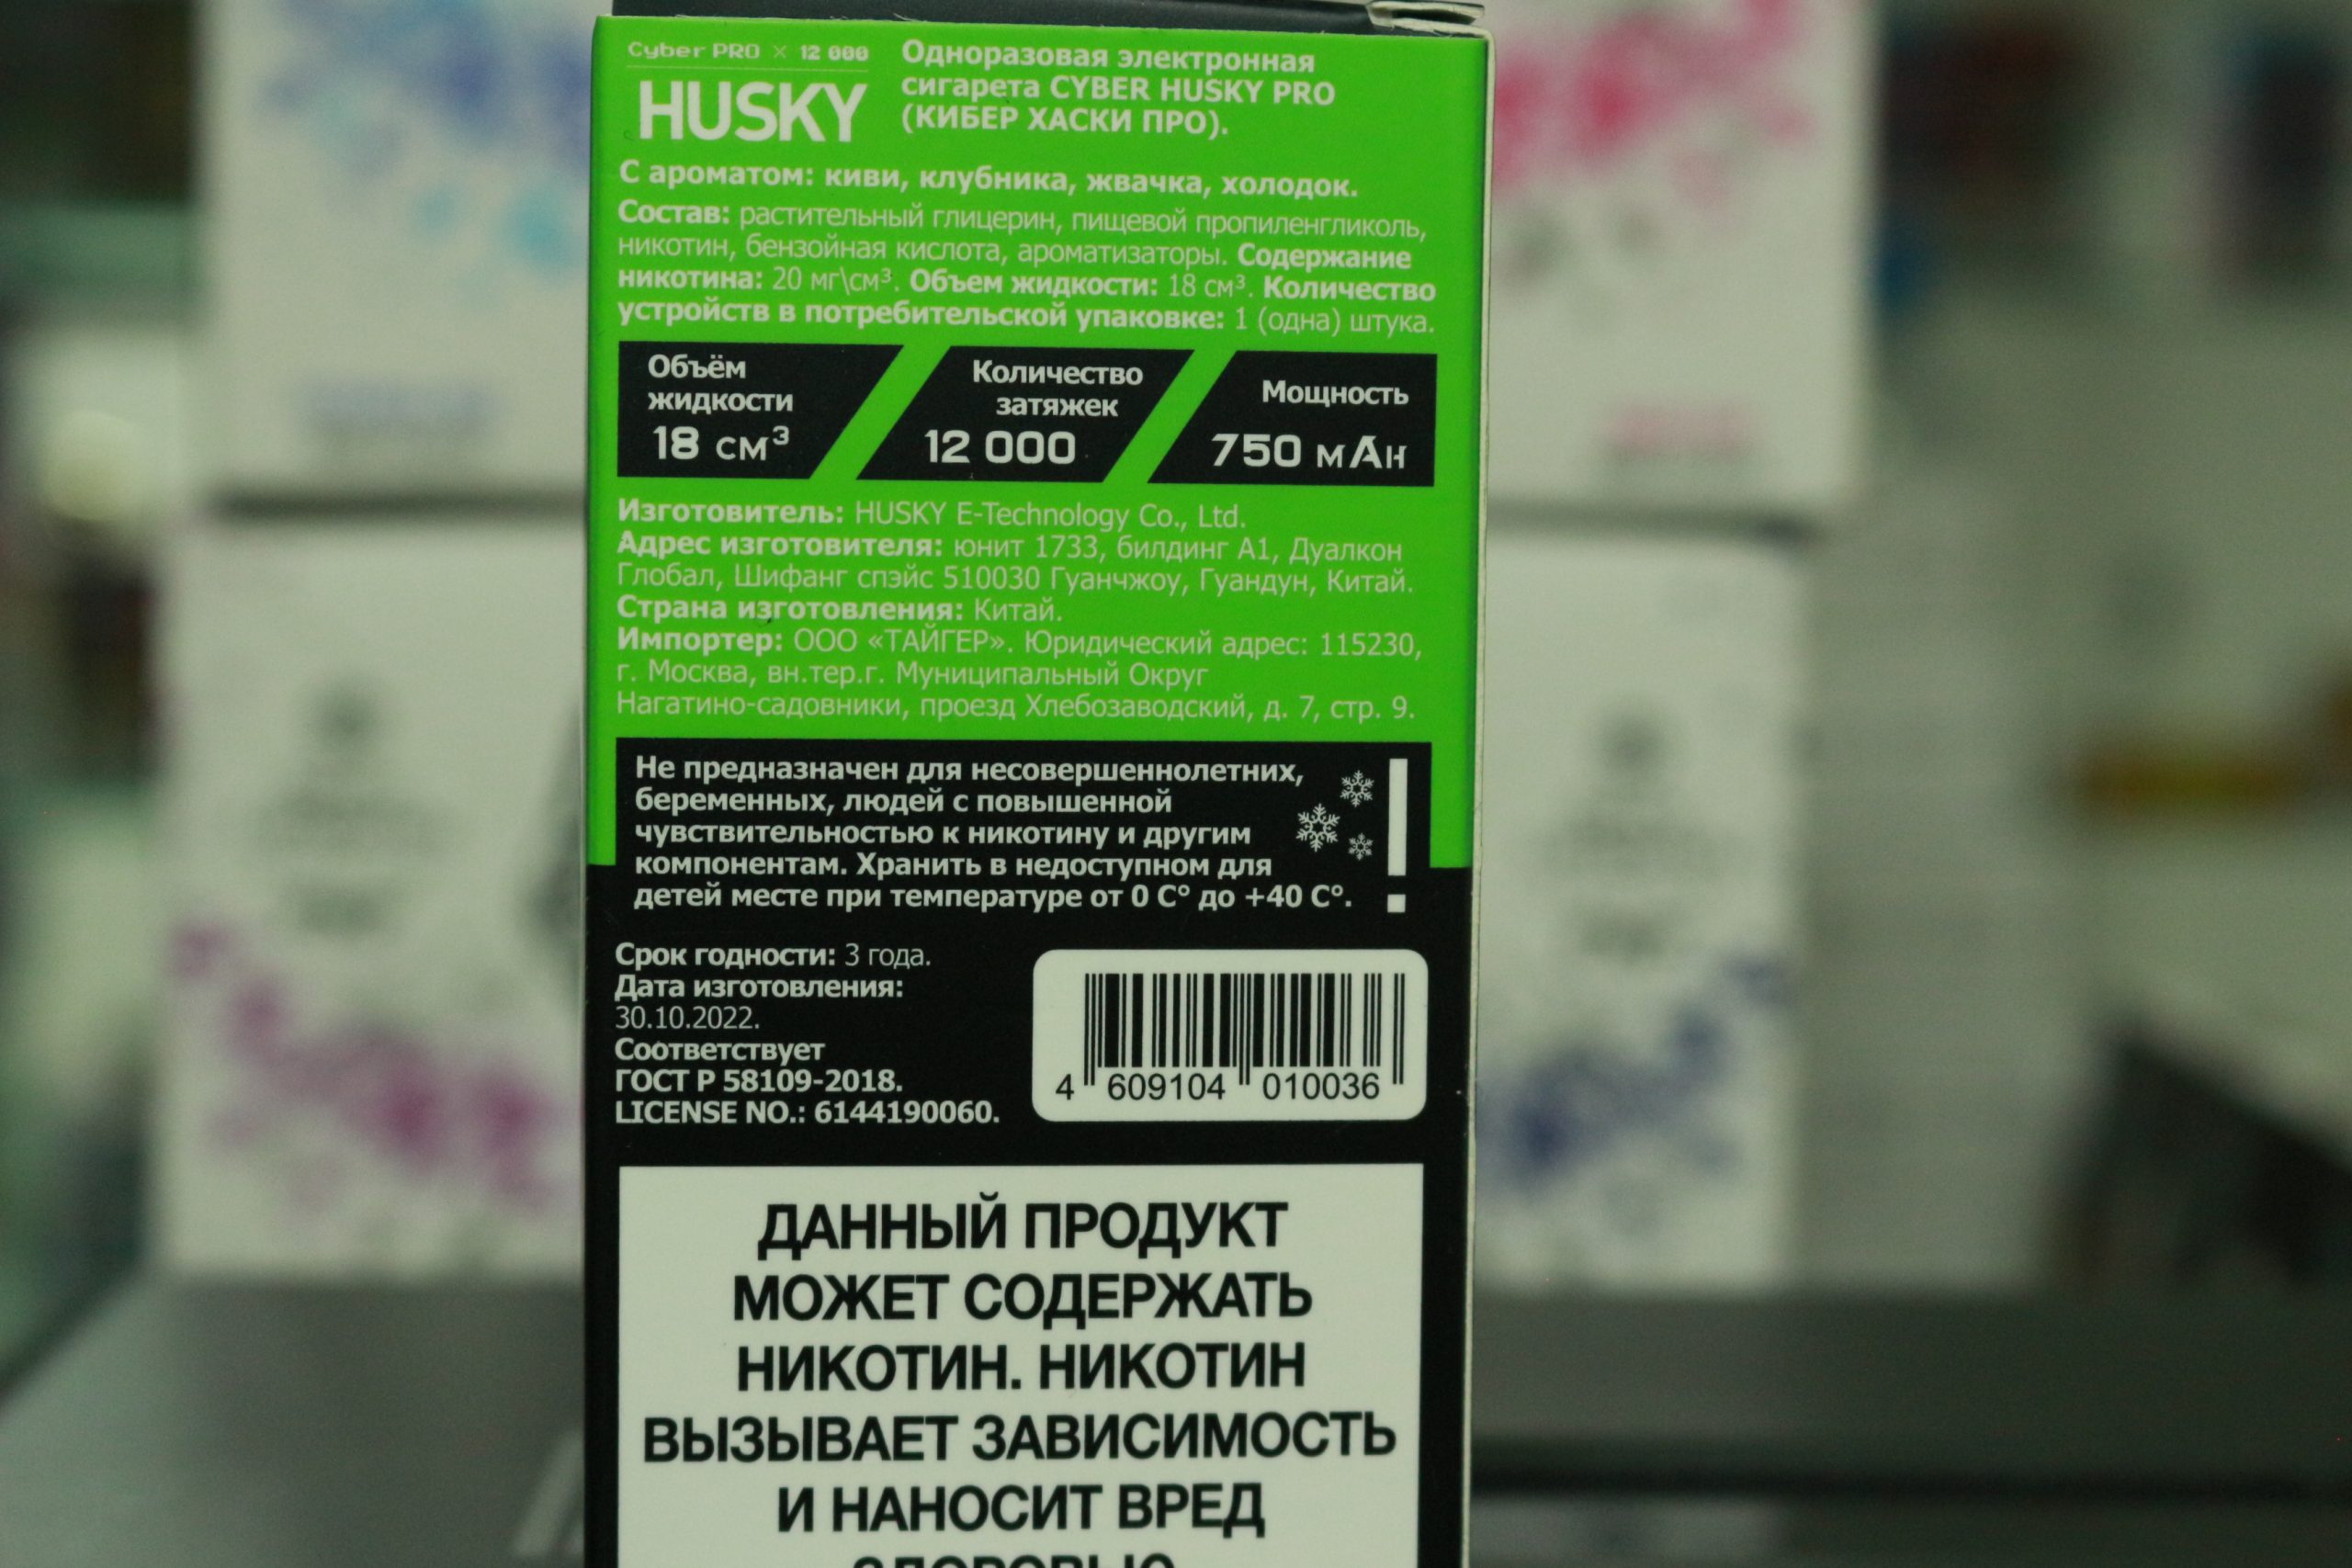 Cyber PRO × 12 000
HUSKY
Одноразовая электронная
сигарета CYBER HUSKY PRO
(КИБЕР ХАСКИ ПРО).
С ароматом: киви, клубника, жвачка, холодок.
Состав: растительный глицерин, пищевой пропиленгликоль,
никотин, бензойная кислота, ароматизаторы. Содержание
никотина: 20 мг\см³. Объем жидкости: 18 см³. Количество
устройств в потребительской упаковке: 1 (одна) штука.
Объём
жидкости
18 см³
Количество
затяжек
12 000
Мощность
750 мАн
Изготовитель: HUSKY E-Technology Co., Ltd.
Адрес изготовителя: юнит 1733, билдинг А1, Дуалкон
Глобал, Шифанг спэйс 510030 Гуанчжоу, Гуандун, Китай.
Страна изготовления: Китай.
Импортер: ООО «ТАЙГЕР». Юридический адрес: 115230,
г. Москва, вн.тер.г. Муниципальный Округ
Нагатино-садовники, проезд Хлебозаводский, д. 7, стр. 9.
Не предназначен для несовершеннолетних,
беременных, людей с повышенной
чувствительностью к никотину и другим
компонентам. Хранить в недоступном для
детей месте при температуре от 0 С° до +40 С°.
!
Срок годности: 3 года.
Дата изготовления:
30.10.2022.
Соответствует
ГОСТ Р 58109-2018.
LICENSE NO.: 6144190060.
4 609104 010036
ДАННЫЙ ПРОДУКТ
МОЖЕТ СОДЕРЖАТЬ
НИКОТИН. НИКОТИН
ВЫЗЫВАЕТ ЗАВИСИМОСТЬ
И НАНОСИТ ВРЕД
ЗДОРОВЬЮ